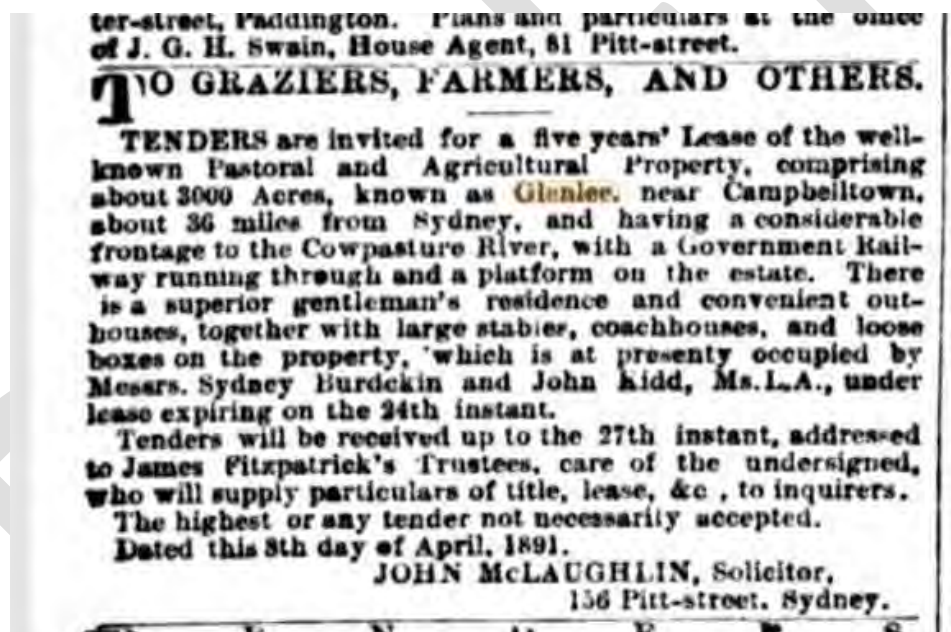 ter-street, Paddington. Plans and particulars at the office
of J. G. H. Swain, House Agent, 81 Pitt-street.
TO GRAZIERS, FARMERS, AND OTHERS.
TENDERS are invited for a five years' Lease of the well-
known Pastoral and Agricultural Property, comprising
about 3000 Acres, known as Glenlee, near Campbelltown,
about 36 miles from Sydney, and having a considerable
frontage to the Cowpasture River, with a Government Rail-
way running through and a platform on the estate. There
is a superior gentleman's residence and convenient out-
houses, together with large stables, coachhouses, and loose
boxes on the property, which is at presenty occupied by
Messrs. Sydney Burdekin and John Kidd, Ms.L.A., under
lease expiring on the 24th instant.
Tenders will be received up to the 27th instant, addressed
to James Fitzpatrick's Trustees, care of the undersigned,
who will supply particulars of title, lease, &c , to inquirers.
The highest or any tender not necessarily accepted.
Dated this 8th day of April, 1891.
JOHN McLAUGHLIN, Solicitor,
156 Pitt-street, Sydney.